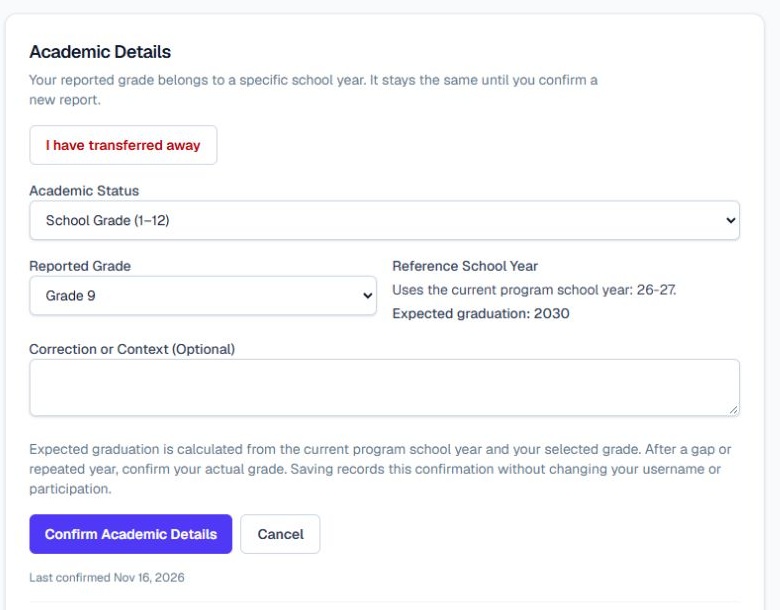 Academic Details
Your reported grade belongs to a specific school year. It stays the same until you confirm a
new report.
I have transferred away
Academic Status
School Grade (1–12)
Reported Grade
Grade 9
Reference School Year
Uses the current program school year: 26-27.
Expected graduation: 2030
Correction or Context (Optional)
Expected graduation is calculated from the current program school year and your selected grade. After a gap or
repeated year, confirm your actual grade. Saving records this confirmation without changing your username or
participation.
Confirm Academic Details
Cancel
Last confirmed Nov 16, 2026